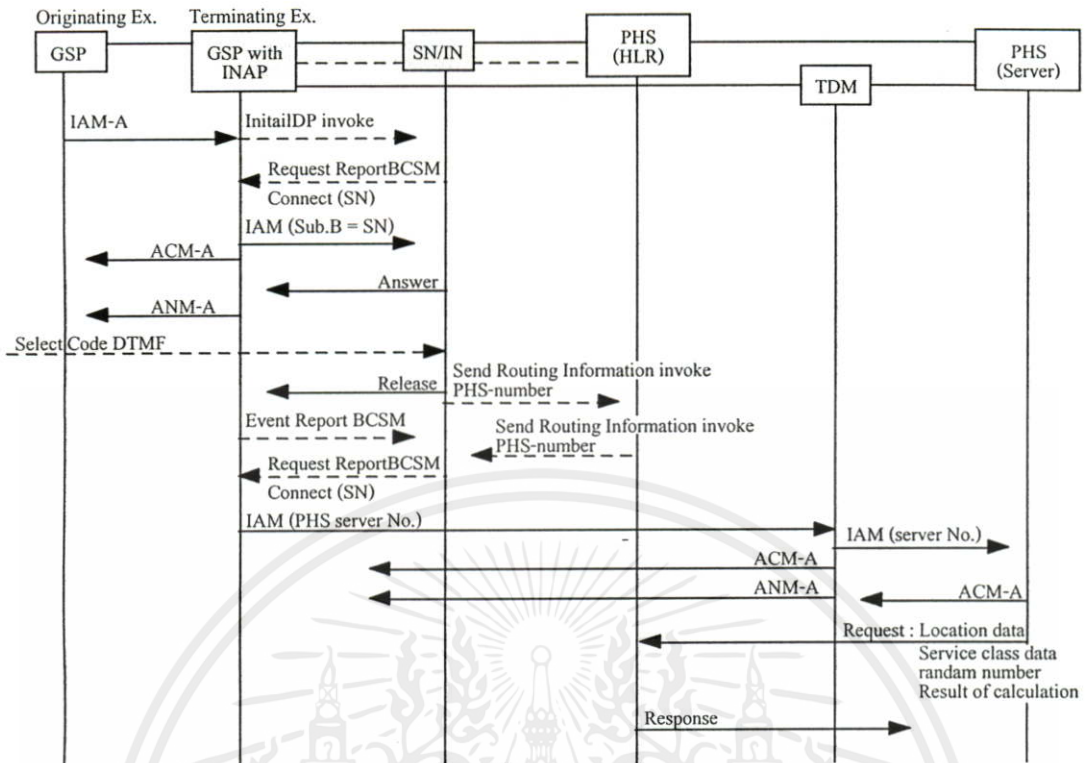 Originating Ex.
Terminating Ex.
GSP
GSP with
INAP
SN/IN
PHS
(HLR)
TDM
PHS
(Server)
IAM-A
InitailDP invoke
Request ReportBCSM
Connect (SN)
IAM (Sub.B = SN)
ACM-A
Answer
ANM-A
Select Code DTMF
Release
Send Routing Information invoke
PHS-number
Event Report BCSM
Send Routing Information invoke
PHS-number
Request ReportBCSM
Connect (SN)
IAM (PHS server No.)
IAM (server No.)
ACM-A
ANM-A
ACM-A
Request : Location data
Service class data
randam number
Result of calculation
Response